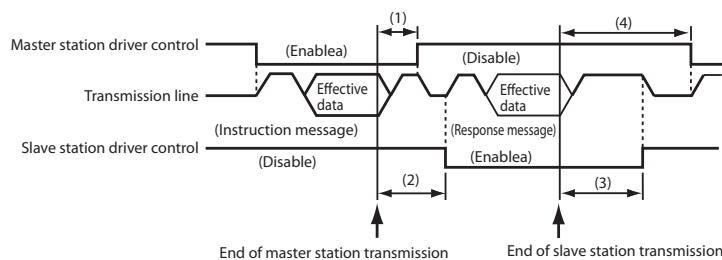 (1)
(4)
Master station driver control
(Enablea)
(Disable)
Transmission line
Effective
data
Effective
data
(Instruction message)
(Response message)
Slave station driver control
(Disable)
(Enablea)
(2)
(3)
End of master station transmission
End of slave station transmission